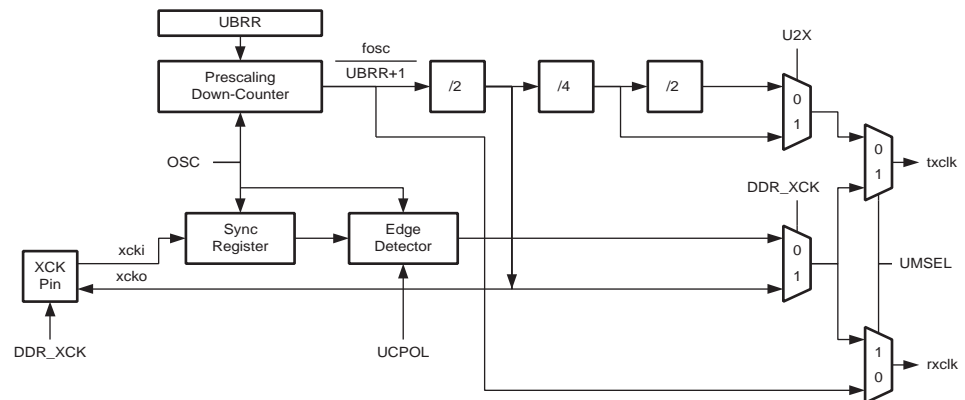 UBRR
U2X
fosc
Prescaling
Down-Counter
UBRR+1
/2
/4
/2
0
1
OSC
0
1
txclk
DDR_XCK
xcki
Sync
Register
Edge
Detector
0
1
XCK
Pin
xcko
UMSEL
DDR_XCK
UCPOL
1
0
rxclk